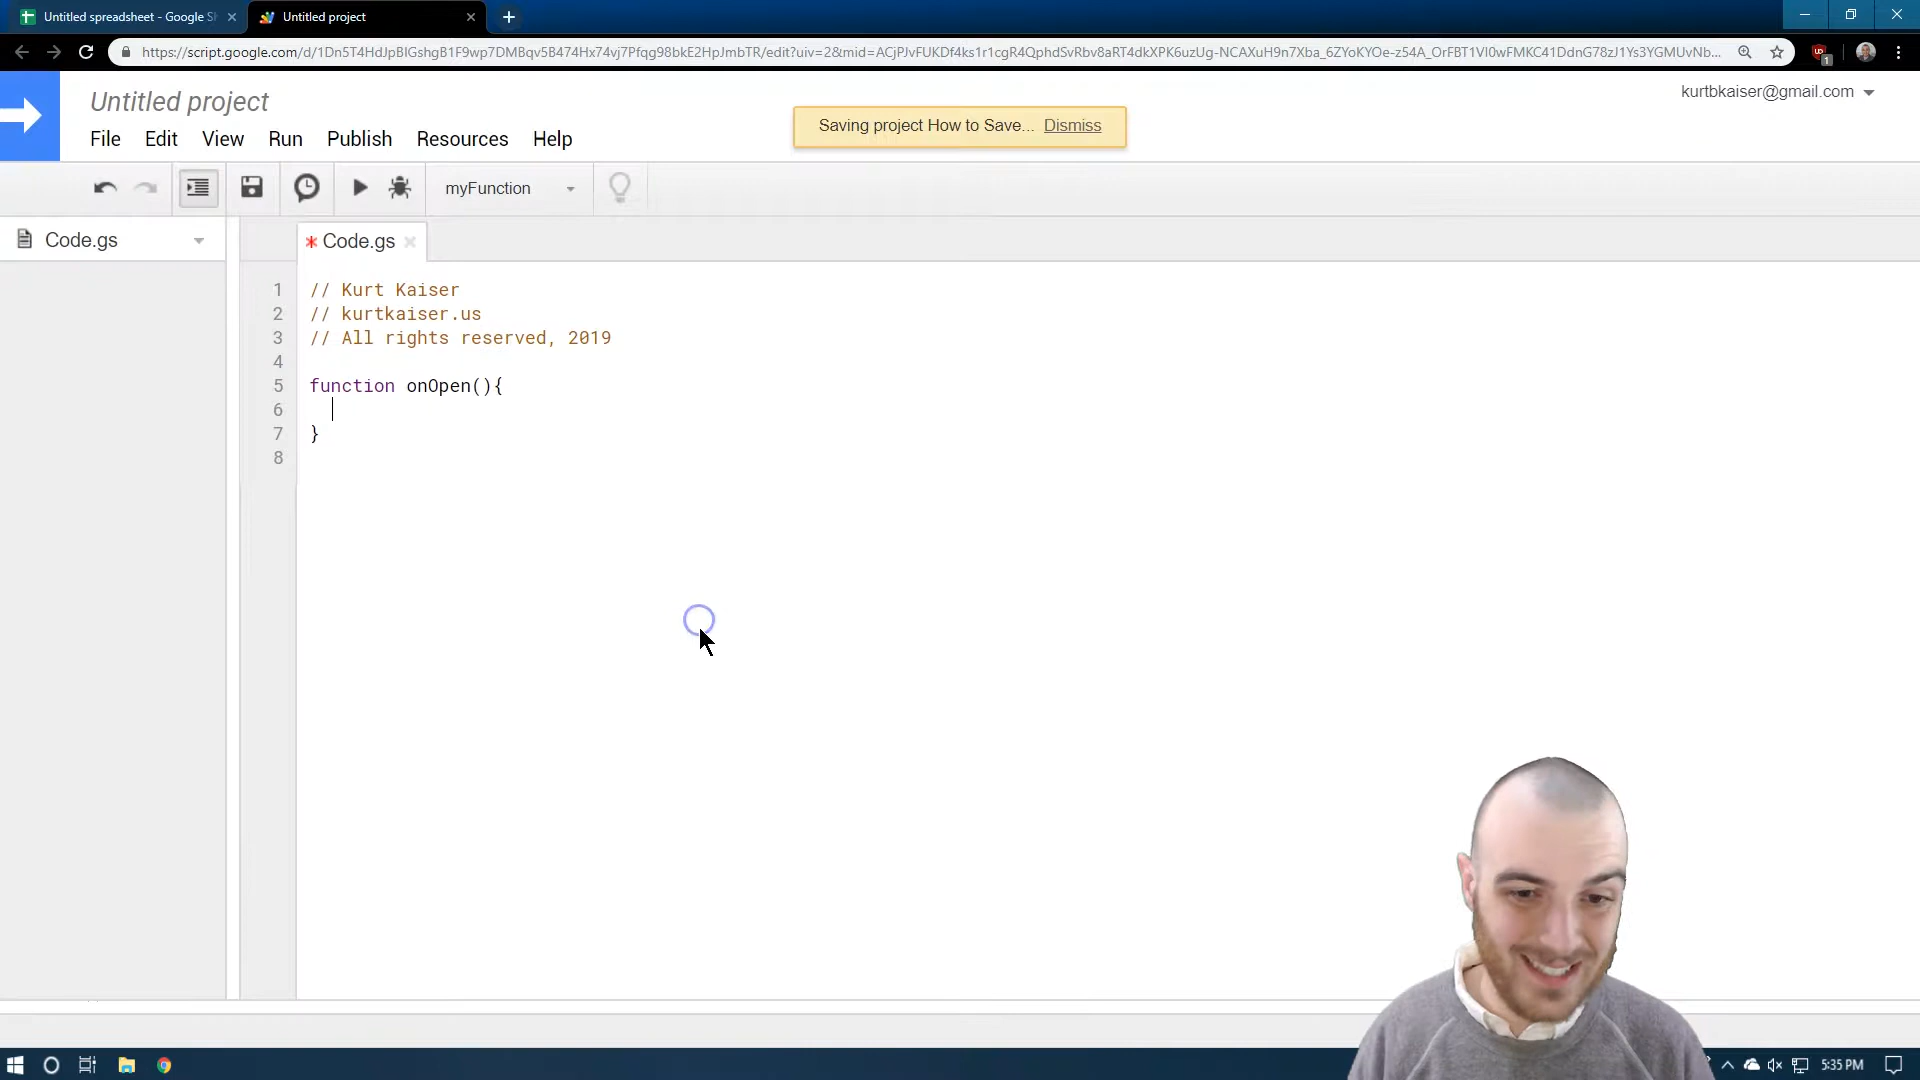 Untitled spreadsheet - Google Sh
Untitled project
https://script.google.com/d/1Dn5T4HdJpBIGshgB1F9wp7DMBqv5B474Hx74vj7Pfqg98bkE2HpJmbTR/edit?uiv=2&mid=ACjPJvFUKDf4ks1r1cgR4QphdSvRbv8aRT4dkXPK6uzUg-NCAXuH9n7Xba_6ZYoKYOe-z54A_OrFBT1VI0wFMKC41DdnG78zJ1Ys3YGMUvNb...
1
Untitled project
kurtbkaiser@gmail.com
Saving project How to Save... Dismiss
File Edit View Run Publish Resources Help
myFunction
Code.gs
* Code.gs
1 // Kurt Kaiser
2 // kurtkaiser.us
3 // All rights reserved, 2019
4
5 function onOpen(){
6
7 }
8
5:35 PM